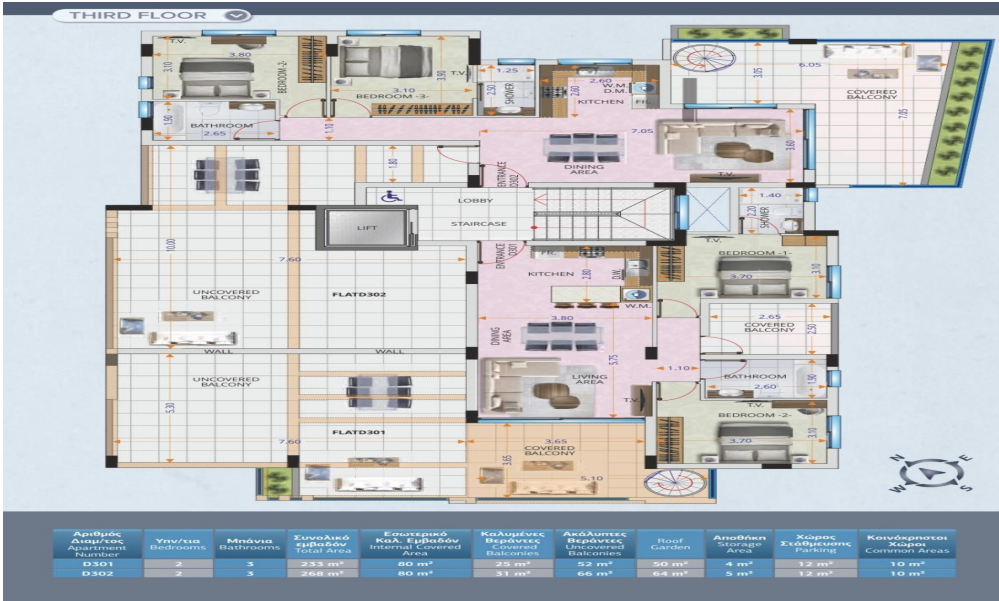 THIRD FLOOR
T.V.
3.80
3.10
BEDROOM -2-
3.90
T.V.
3.10
BEDROOM -3-
1.25
2.50
SHOWER
2.60
W.M.
D.M.
2.80
KITCHEN
FR.
3.05
6.05
COVERED
BALCONY
7.05
1.90
BATHROOM
2.65
1.10
7.05
3.60
1.80
DINING
AREA
T.V.
ENTRANCE
D302
LOBBY
STAIRCASE
LIFT
1.40
2.20
SHOWER
T.V.
10.00
7.60
UNCOVERED
BALCONY
FLATD302
ENTRANCE
D301
FR.
KITCHEN
2.80
D.W.
W.M.
BEDROOM -1-
3.70
3.10
3.80
DINING
AREA
2.65
COVERED
BALCONY
2.50
WALL
WALL
UNCOVERED
BALCONY
5.75
1.10
BATHROOM
1.90
2.60
LIVING
AREA
T.V.
T.V.
5.30
FLATD301
7.60
BEDROOM -2-
3.70
3.10
3.65
COVERED
BALCONY
3.65
5.10
N
E
W
S
Αριθμός Διαμ/τος Apartment Number Υπν/τια Bedrooms Μπάνια Bathrooms Συνολικό εμβαδόν Total Area Εσωτερικό Καλ. Εμβαδόν Internal Covered Area Καλυμένες Βεράντες Covered Balconies Ακάλυπτες Βεράντες Uncovered Balconies Roof Garden Αποθήκη Storage Area Χώρος Στάθμευσης Parking Κοινόχρηστοι Χώροι Common Areas
D301 2 3 233 m² 80 m² 25 m² 52 m² 50 m² 4 m² 12 m² 10 m²
D302 2 3 268 m² 80 m² 31 m² 66 m² 64 m² 5 m² 12 m² 10 m²